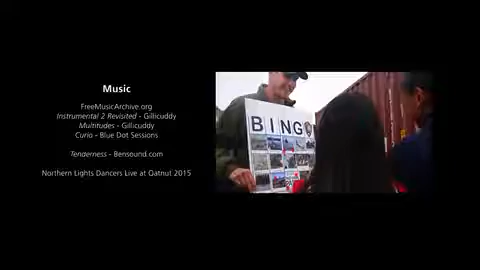 Music
FreeMusicArchive.org
Instrumental 2 Revisited - Gillicuddy
Multitudes - Gillicuddy
Curio - Blue Dot Sessions
Tenderness - Bensound.com
Northern Lights Dancers Live at Qatnut 2015
BINGO